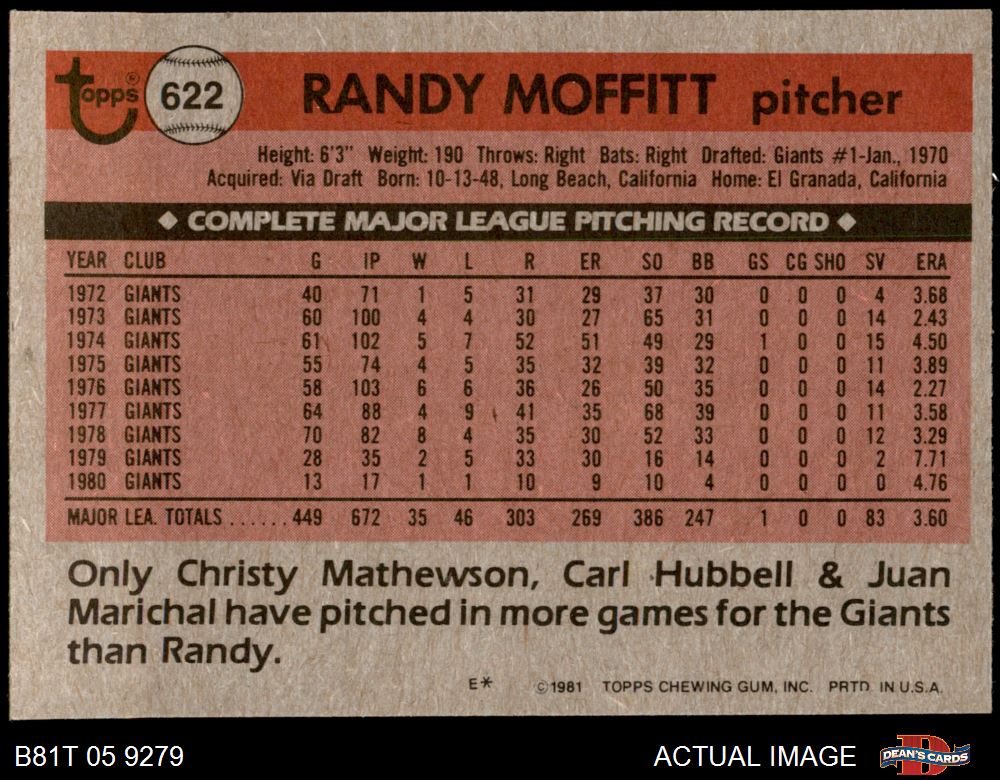 topps® 622 RANDY MOFFITT pitcher
Height: 6'3" Weight: 190 Throws: Right Bats: Right Drafted: Giants #1-Jan., 1970
Acquired: Via Draft Born: 10-13-48, Long Beach, California Home: El Granada, California
◆ COMPLETE MAJOR LEAGUE PITCHING RECORD ◆
YEAR CLUB G IP W L R ER SO BB GS CG SHO SV ERA
1972 GIANTS 40 71 1 5 31 29 37 30 0 0 0 4 3.68
1973 GIANTS 60 100 4 4 30 27 65 31 0 0 0 14 2.43
1974 GIANTS 61 102 5 7 52 51 49 29 1 0 0 15 4.50
1975 GIANTS 55 74 4 5 35 32 39 32 0 0 0 11 3.89
1976 GIANTS 58 103 6 6 36 26 50 35 0 0 0 14 2.27
1977 GIANTS 64 88 4 9 41 35 68 39 0 0 0 11 3.58
1978 GIANTS 70 82 8 4 35 30 52 33 0 0 0 12 3.29
1979 GIANTS 28 35 2 5 33 30 16 14 0 0 0 2 7.71
1980 GIANTS 13 17 1 1 10 9 10 4 0 0 0 0 4.76
MAJOR LEA. TOTALS ...... 449 672 35 46 303 269 386 247 1 0 0 83 3.60
Only Christy Mathewson, Carl Hubbell & Juan
Marichal have pitched in more games for the Giants
than Randy.
E* ©1981 TOPPS CHEWING GUM, INC. PRTD. IN U.S.A.
B81T 05 9279 ACTUAL IMAGE DEAN'S CARDS